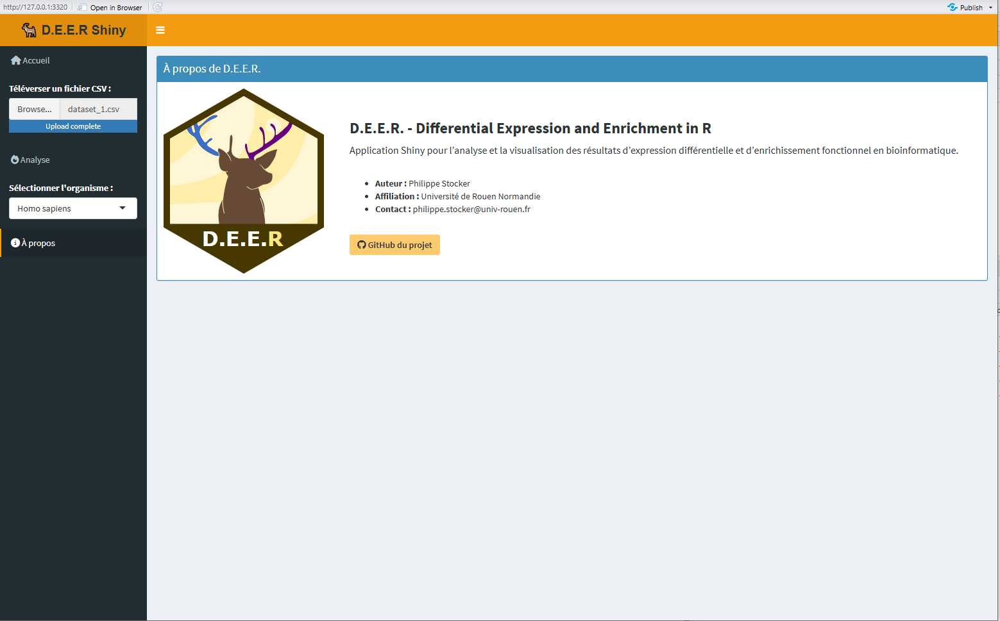 http://127.0.0.1:3320 Open in Browser Publish
D.E.E.R Shiny
Accueil
Téléverser un fichier CSV :
Browse... dataset_1.csv
Upload complete
Analyse
Sélectionner l'organisme :
Homo sapiens
À propos
À propos de D.E.E.R.
D.E.E.R
D.E.E.R. - Differential Expression and Enrichment in R
Application Shiny pour l’analyse et la visualisation des résultats d’expression différentielle et d’enrichissement fonctionnel en bioinformatique.
• Auteur : Philippe Stocker
• Affiliation : Université de Rouen Normandie
• Contact : philippe.stocker@univ-rouen.fr
GitHub du projet